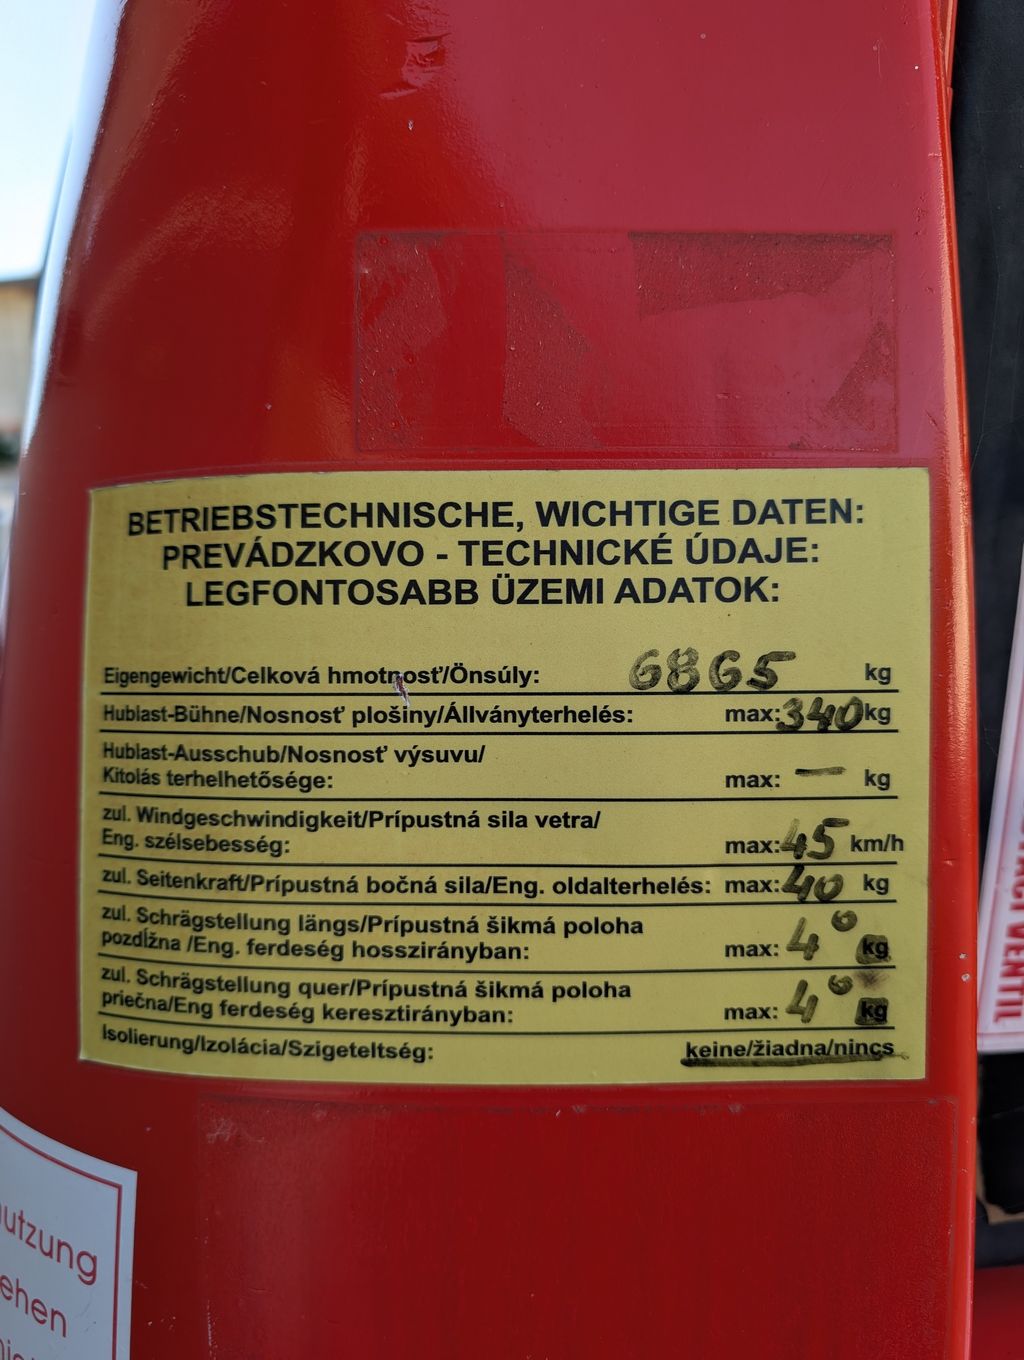 BETRIEBSTECHNISCHE, WICHTIGE DATEN:
PREVÁDZKOVO - TECHNICKÉ ÚDAJE:
LEGFONTOSABB ÜZEMI ADATOK:
Eigengewicht/Celková hmotnosť/Önsúly: 6865 kg
Hublast-Bühne/Nosnosť plošiny/Állványterhelés: max: 340 kg
Hublast-Ausschub/Nosnosť výsuvu/
Kitolás terhelhetősége: max: — kg
zul. Windgeschwindigkeit/Prípustná sila vetra/
Eng. szélsebesség: max: 45 km/h
zul. Seitenkraft/Prípustná bočná sila/Eng. oldalterhelés: max: 40 kg
zul. Schrägstellung längs/Prípustná šikmá poloha
pozdĺžna /Eng. ferdeség hosszirányban: max: 4° kg
zul. Schrägstellung quer/Prípustná šikmá poloha
priečna/Eng ferdeség keresztirányban: max: 4° kg
Isolierung/Izolácia/Szigeteltség: keine/žiadna/nincs
utzung
ehen
VENTIL